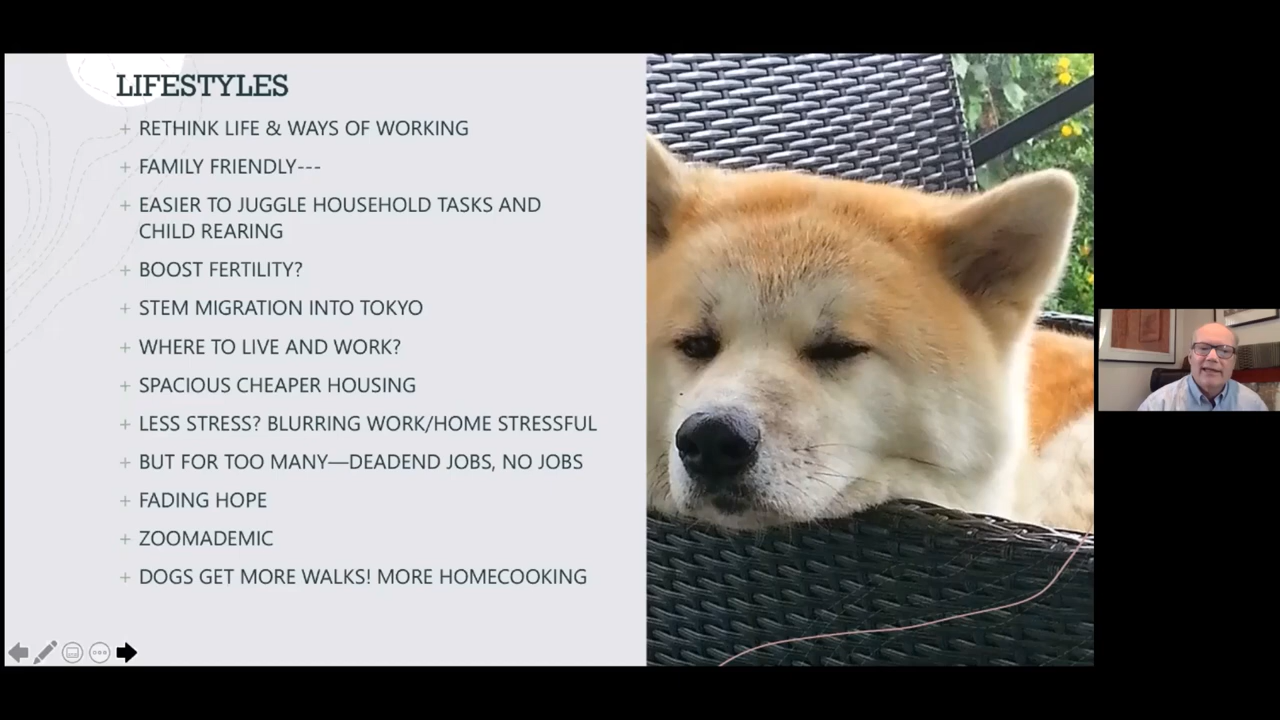 LIFESTYLES
+ RETHINK LIFE & WAYS OF WORKING
+ FAMILY FRIENDLY---
+ EASIER TO JUGGLE HOUSEHOLD TASKS AND
CHILD REARING
+ BOOST FERTILITY?
+ STEM MIGRATION INTO TOKYO
+ WHERE TO LIVE AND WORK?
+ SPACIOUS CHEAPER HOUSING
+ LESS STRESS? BLURRING WORK/HOME STRESSFUL
+ BUT FOR TOO MANY—DEADEND JOBS, NO JOBS
+ FADING HOPE
+ ZOOMADEMIC
+ DOGS GET MORE WALKS! MORE HOMECOOKING